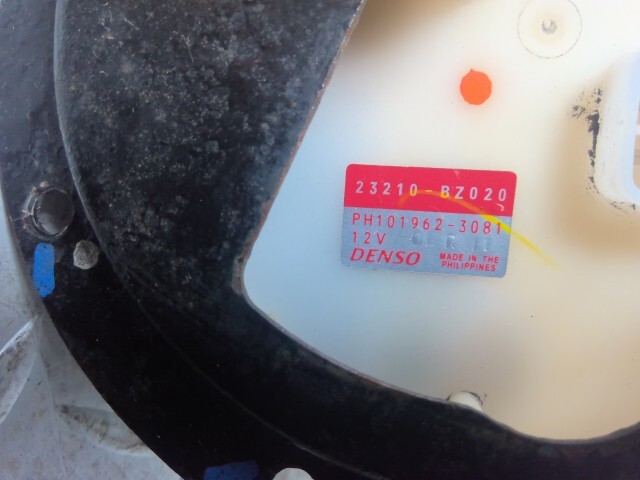 23210-BZ020
PH101962-3081
12V
DENSO
MADE IN THE
PHILIPPINES